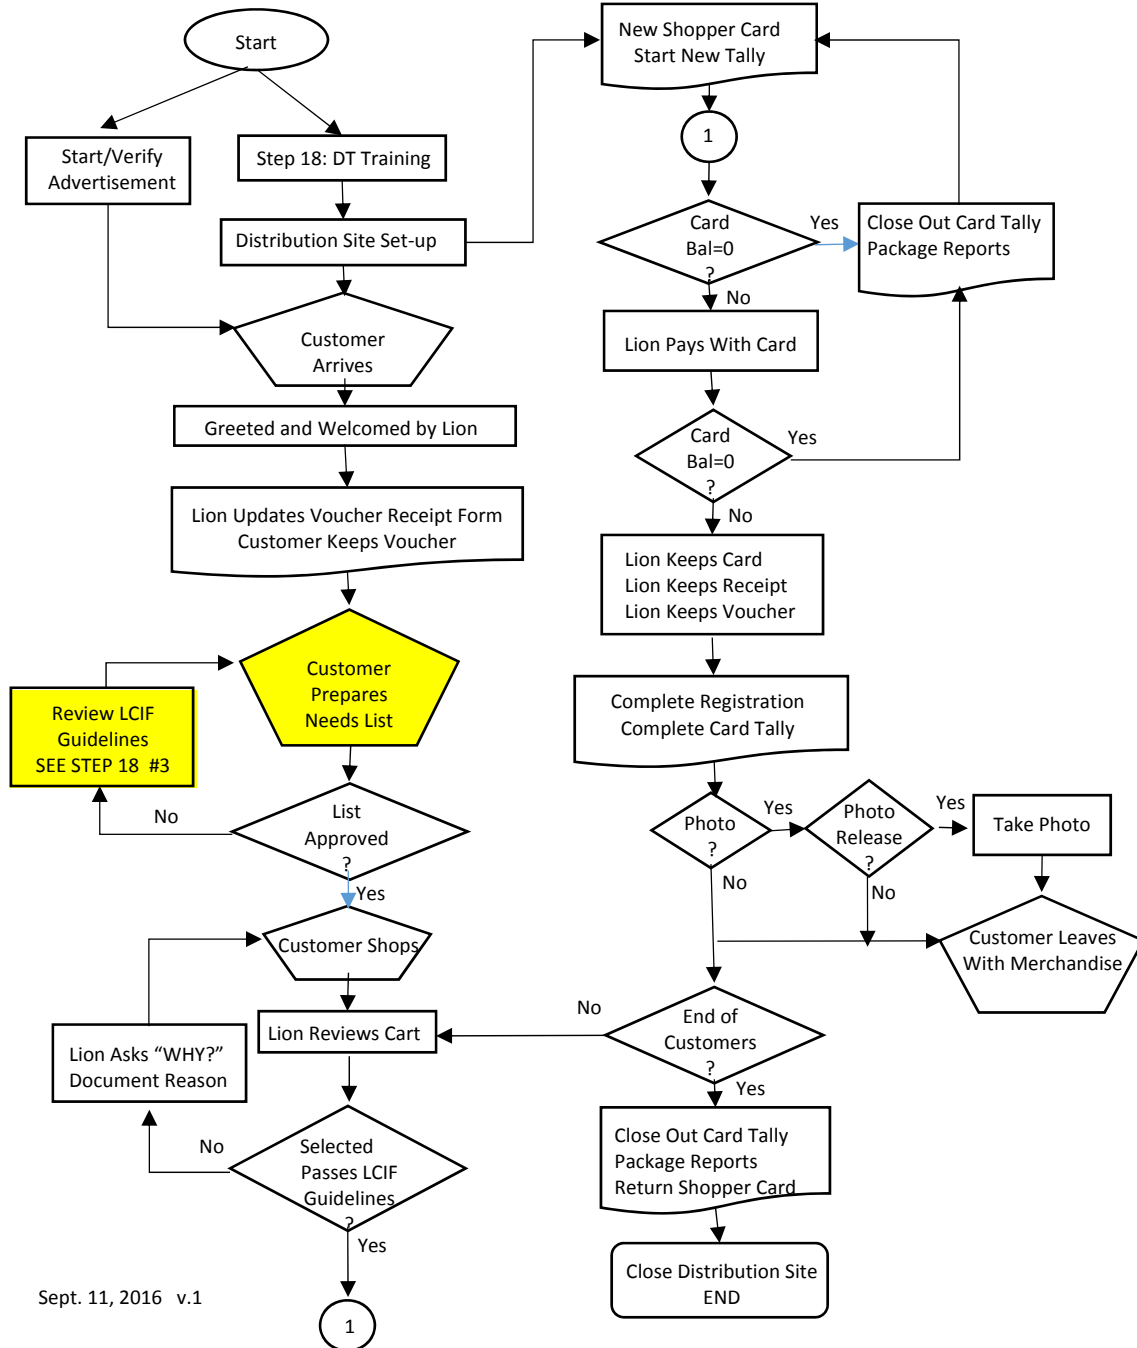 Start
Start/Verify
Advertisement
Step 18: DT Training
Distribution Site Set-up
Customer
Arrives
Greeted and Welcomed by Lion
Lion Updates Voucher Receipt Form
Customer Keeps Voucher
Customer
Prepares
Needs List
Review LCIF
Guidelines
SEE STEP 18  #3
No
List
Approved
?
Yes
Customer Shops
Lion Reviews Cart
Lion Asks “WHY?”
Document Reason
No
Selected
Passes LCIF
Guidelines
?
Yes
1
Sept. 11, 2016   v.1
New Shopper Card
Start New Tally
1
Card
Bal=0
?
Yes
Close Out Card Tally
Package Reports
No
Lion Pays With Card
Card
Bal=0
?
Yes
No
Lion Keeps Card
Lion Keeps Receipt
Lion Keeps Voucher
Complete Registration
Complete Card Tally
Photo
?
Yes
Photo
Release
?
Yes
Take Photo
No
No
Customer Leaves
With Merchandise
No
End of
Customers
?
Yes
Close Out Card Tally
Package Reports
Return Shopper Card
Close Distribution Site
END